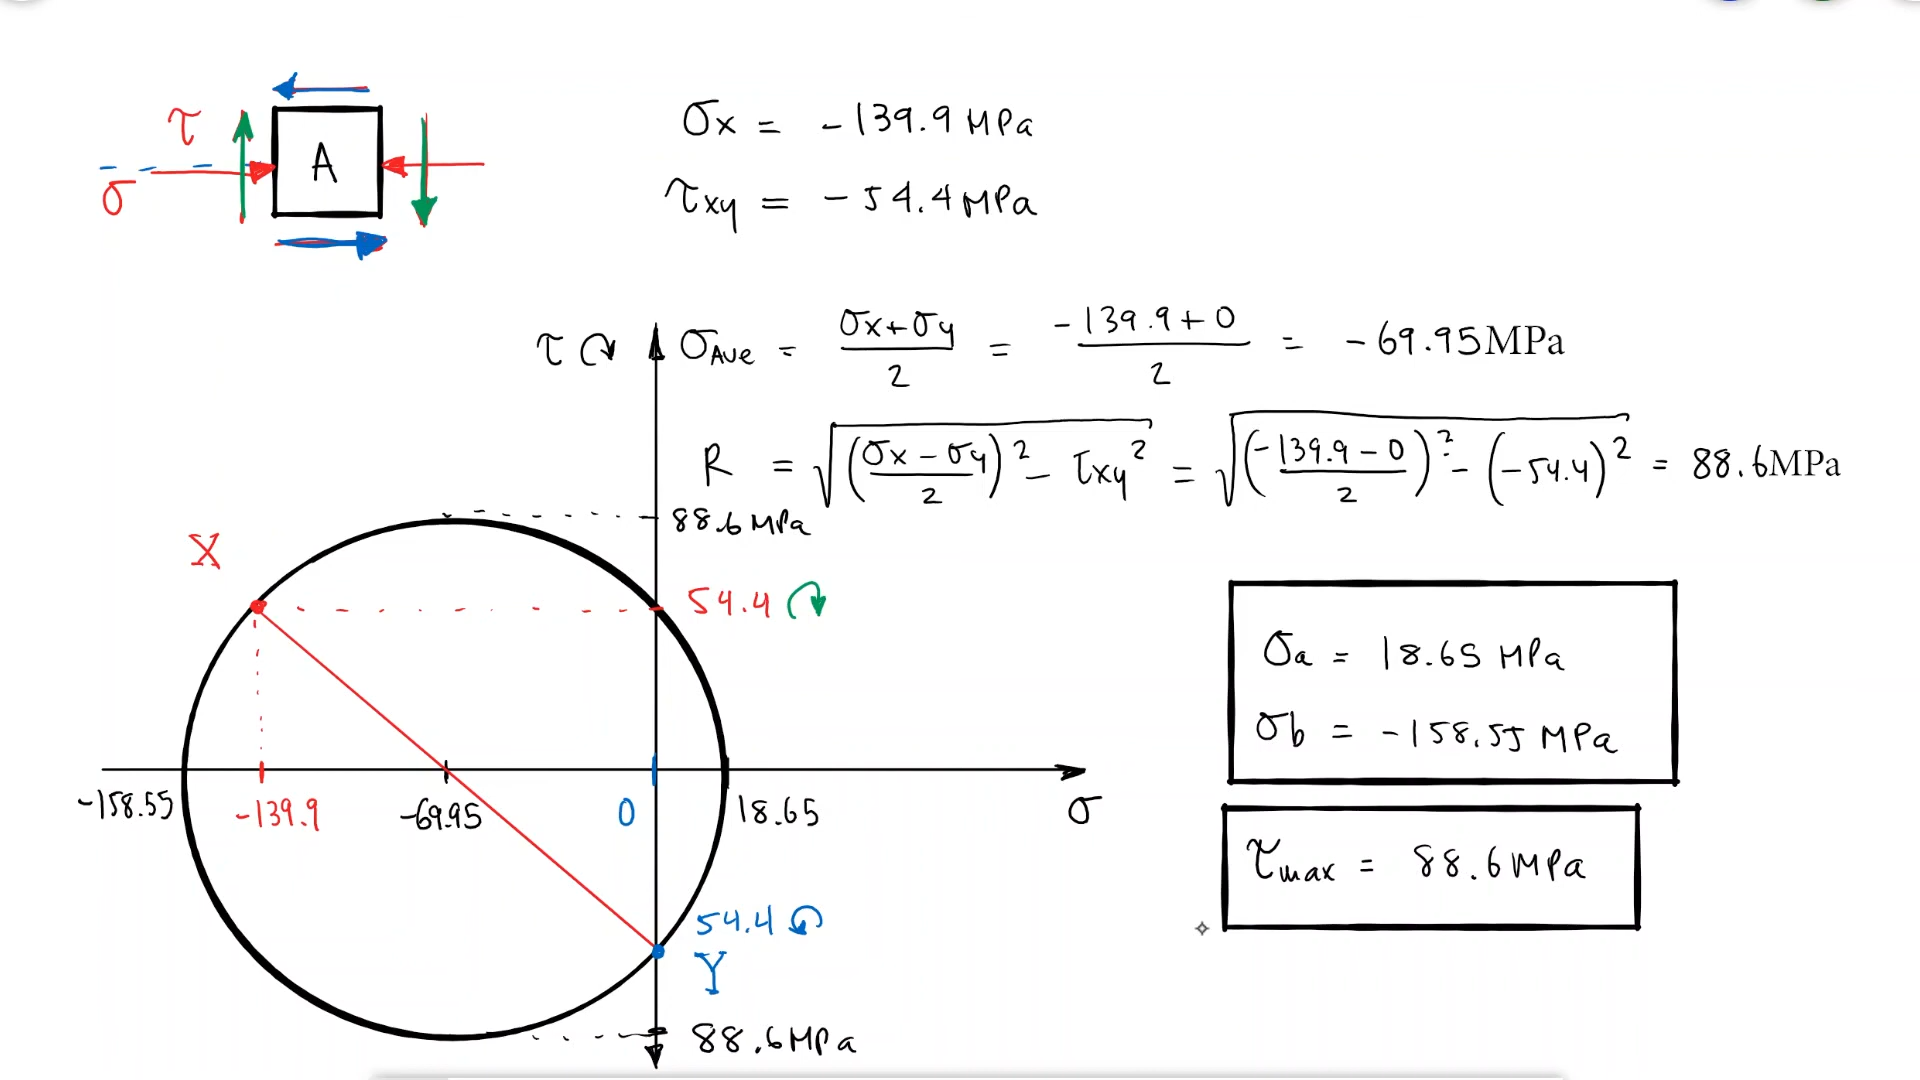 τ
A
σ
σx = -139.9 MPa
τxy = -54.4 MPa
τ
σAve = σx+σy/2 = -139.9+0/2 = -69.95MPa
R = √((σx-σy)/2)² - τxy² = √((-139.9-0)/2)² - (-54.4)² = 88.6MPa
88.6 MPa
X
54.4
σa = 18.65 MPa
σb = -158.55 MPa
-158.55
-139.9
-69.95
0
18.65
σ
τmax = 88.6 MPa
54.4
Y
88.6 MPa